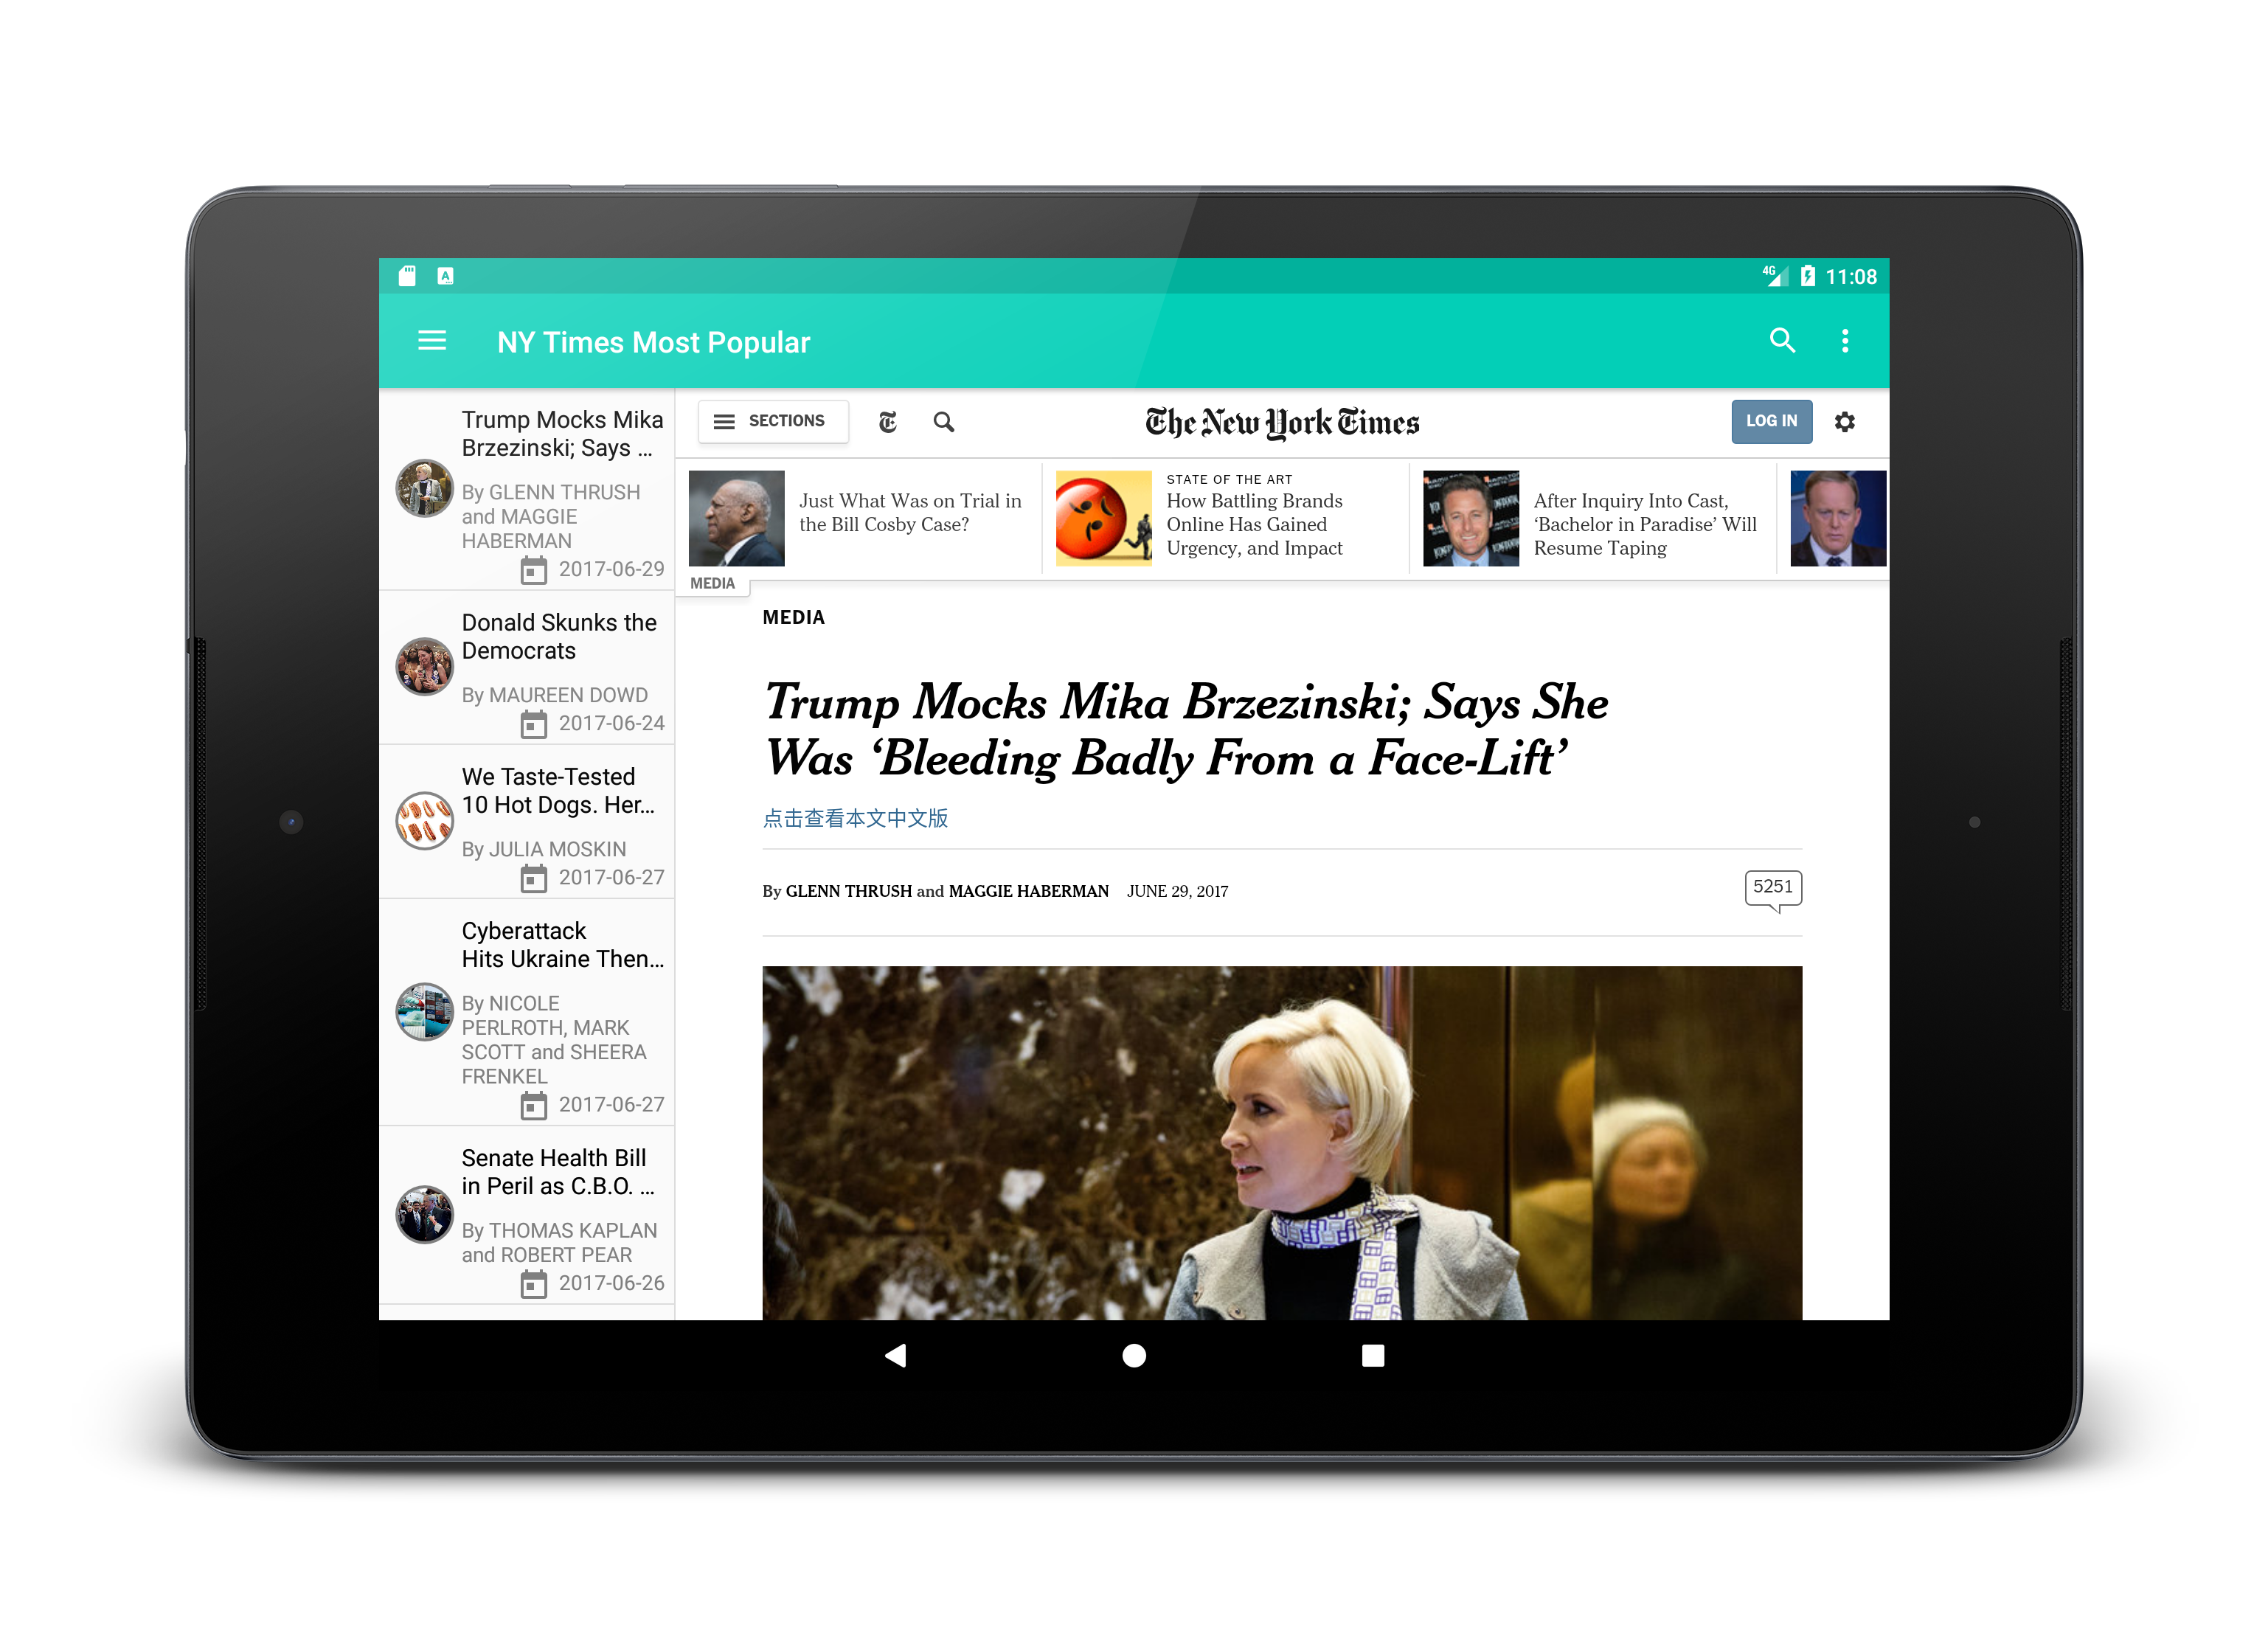 4G 11:08
NY Times Most Popular
Trump Mocks Mika
Brzezinski; Says ...
By GLENN THRUSH
and MAGGIE
HABERMAN
2017-06-29
Donald Skunks the
Democrats
By MAUREEN DOWD
2017-06-24
We Taste-Tested
10 Hot Dogs. Her...
By JULIA MOSKIN
2017-06-27
Cyberattack
Hits Ukraine Then...
By NICOLE
PERLROTH, MARK
SCOTT and SHEERA
FRENKEL
2017-06-27
Senate Health Bill
in Peril as C.B.O. ...
By THOMAS KAPLAN
and ROBERT PEAR
2017-06-26
SECTIONS
The New York Times
LOG IN
Just What Was on Trial in
the Bill Cosby Case?
STATE OF THE ART
How Battling Brands
Online Has Gained
Urgency, and Impact
After Inquiry Into Cast,
‘Bachelor in Paradise’ Will
Resume Taping
MEDIA
MEDIA
Trump Mocks Mika Brzezinski; Says She
Was ‘Bleeding Badly From a Face-Lift’
点击查看本文中文版
By GLENN THRUSH and MAGGIE HABERMAN JUNE 29, 2017
5251